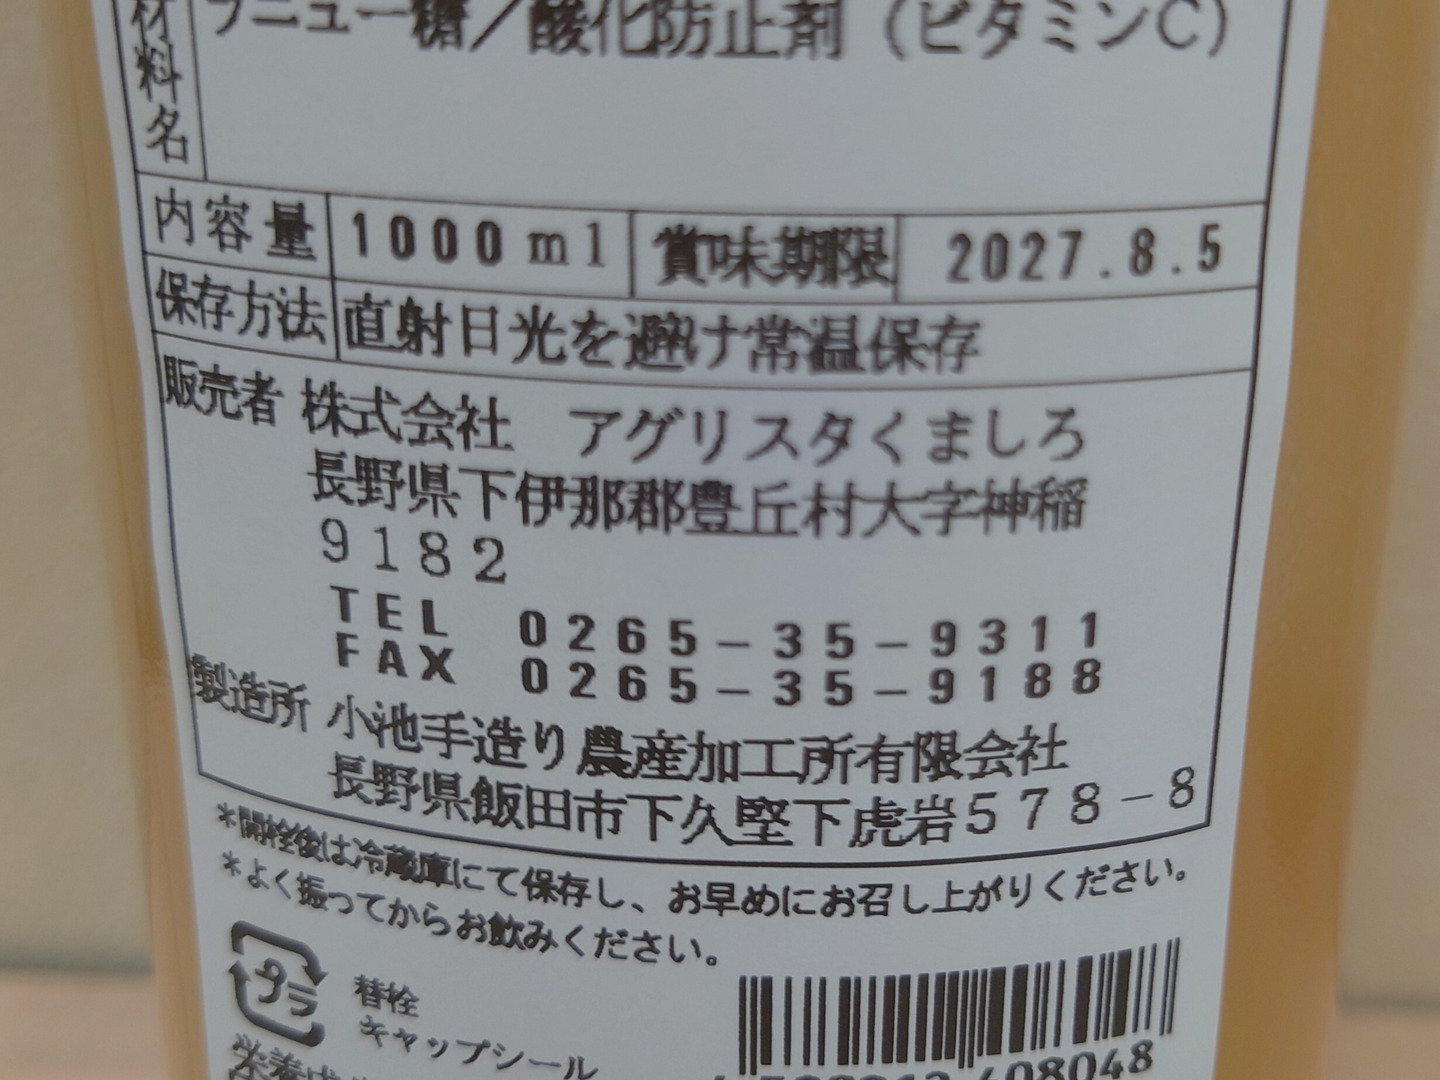 材料名
ラニュー糖／酸化防止剤（ビタミンC）
内容量 1000ml 賞味期限 2027.8.5
保存方法 直射日光を避け常温保存
販売者 株式会社 アグリスタくましろ
長野県下伊那郡豊丘村大字神稲
9182
TEL 0265-35-9311
FAX 0265-35-9188
製造所 小池手造り農産加工所有限会社
長野県飯田市下久堅下虎岩578-8
*開栓後は冷蔵庫にて保存し、お早めにお召し上がりください。
*よく振ってからお飲みください。
プラ
替栓
キャップシール
栄養成
408048